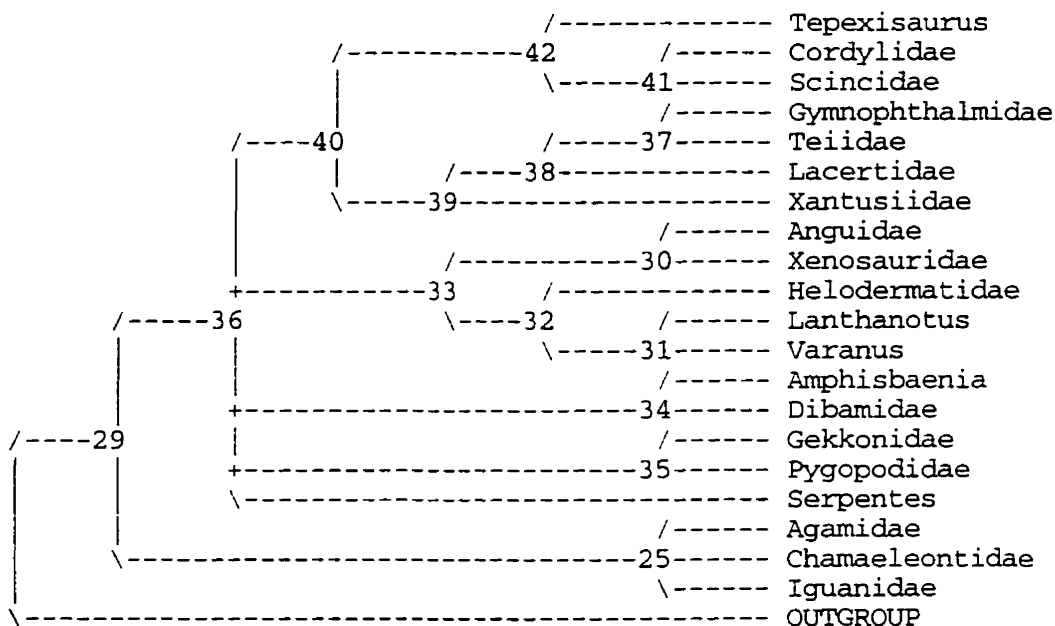 Tepexisaurus
42 Cordylidae
41 Scincidae
Gymnophthalmidae
40 37 Teiidae
38 Lacertidae
39 Xantusiidae
Anguidae
30 Xenosauridae
33 Helodermatidae
36 32 Lanthanotus
31 Varanus
Amphisbaenia
34 Dibamidae
29 Gekkonidae
35 Pygopodidae
Serpentes
Agamidae
25 Chamaeleontidae
Iguanidae
OUTGROUP